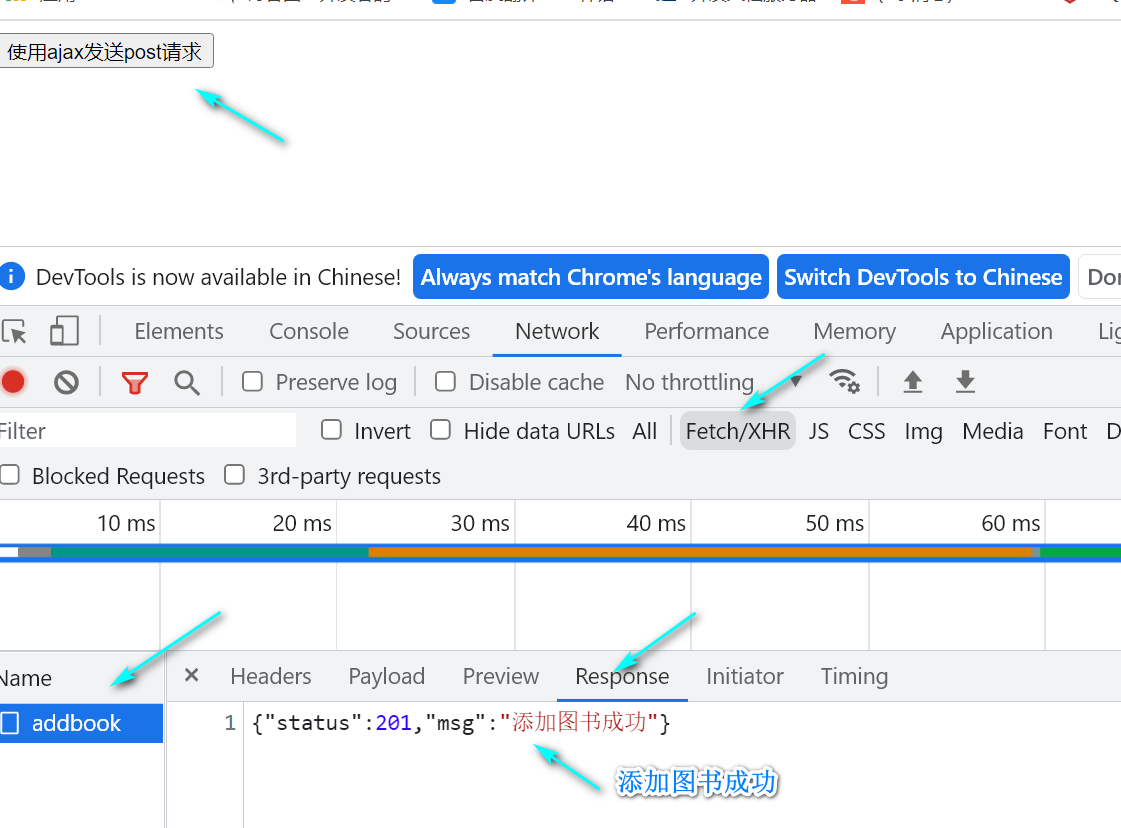 使用ajax发送post请求
DevTools is now available in Chinese! Always match Chrome's language Switch DevTools to Chinese
Elements Console Sources Network Performance Memory Application
Preserve log Disable cache No throttling
Filter Invert Hide data URLs All Fetch/XHR JS CSS Img Media Font
Blocked Requests 3rd-party requests
10 ms 20 ms 30 ms 40 ms 50 ms 60 ms
Name Headers Payload Preview Response Initiator Timing
addbook 1 {"status":201,"msg":"添加图书成功"}
添加图书成功